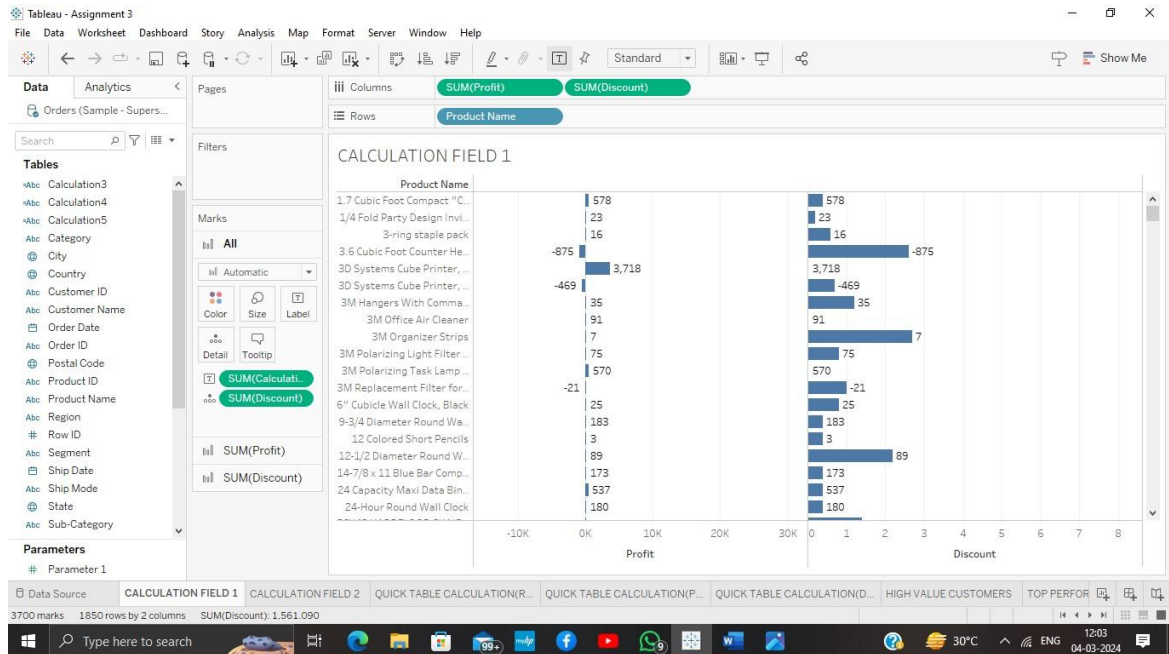 Tableau - Assignment 3
File Data Worksheet Dashboard Story Analysis Map Format Server Window Help
Standard
Show Me
Data Analytics
Orders (Sample - Supers...
Search
Tables
Calculation3
Calculation4
Calculation5
Category
City
Country
Customer ID
Customer Name
Order Date
Order ID
Postal Code
Product ID
Product Name
Region
Row ID
Segment
Ship Date
Ship Mode
State
Sub-Category
Parameters
Parameter 1
Pages
Filters
Marks
All
Automatic
Color Size Label
Detail Tooltip
SUM(Calculati..
SUM(Discount)
SUM(Profit)
SUM(Discount)
Columns SUM(Profit) SUM(Discount)
Rows Product Name
CALCULATION FIELD 1
Product Name
1.7 Cubic Foot Compact "C.. 578 578
1/4 Fold Party Design Invi.. 23 23
3-ring staple pack 16 16
3.6 Cubic Foot Counter He.. -875 -875
3D Systems Cube Printer, .. 3,718 3,718
3D Systems Cube Printer, .. -469 -469
3M Hangers With Comma.. 35 35
3M Office Air Cleaner 91 91
3M Organizer Strips 7 7
3M Polarizing Light Filter .. 75 75
3M Polarizing Task Lamp .. 570 570
3M Replacement Filter for.. -21 -21
6" Cubicle Wall Clock, Black 25 25
9-3/4 Diameter Round Wa.. 183 183
12 Colored Short Pencils 3 3
12-1/2 Diameter Round W.. 89 89
14-7/8 x 11 Blue Bar Comp.. 173 173
24 Capacity Maxi Data Bin.. 537 537
24-Hour Round Wall Clock 180 180
-10K 0K 10K 20K 30K 0 1 2 3 4 5 6 7 8
Profit Discount
Data Source CALCULATION FIELD 1 CALCULATION FIELD 2 QUICK TABLE CALCULATION(R... QUICK TABLE CALCULATION(P... QUICK TABLE CALCULATION(D... HIGH VALUE CUSTOMERS TOP PERFOR
3700 marks 1850 rows by 2 columns SUM(Discount): 1,561.090
Type here to search
99+
myhp
9
30°C
ENG
12:03
04-03-2024